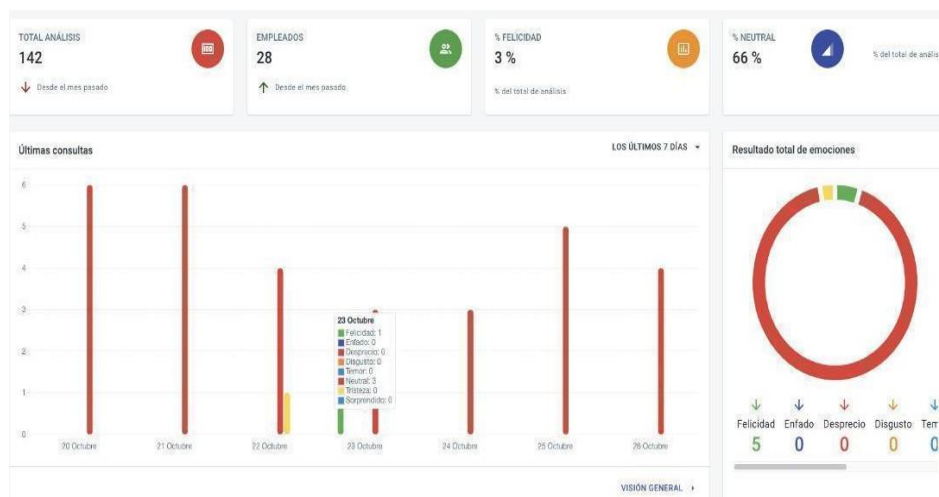 TOTAL ANÁLISIS
142
Desde el mes pasado
EMPLEADOS
28
Desde el mes pasado
% FELICIDAD
3 %
% del total de análisis
% NEUTRAL
66 %
% del total de análisi
Últimas consultas
LOS ÚLTIMOS 7 DÍAS
6
5
4
3
2
1
0
23 Octubre
Felicidad: 1
Enfado: 0
Desprecio: 0
Disgusto: 0
Temor: 0
Neutral: 3
Tristeza: 0
Sorprendido: 0
20 Octubre
21 Octubre
22 Octubre
23 Octubre
24 Octubre
25 Octubre
26 Octubre
VISIÓN GENERAL
Resultado total de emociones
Felicidad Enfado Desprecio Disgusto Tem
5 0 0 0 0